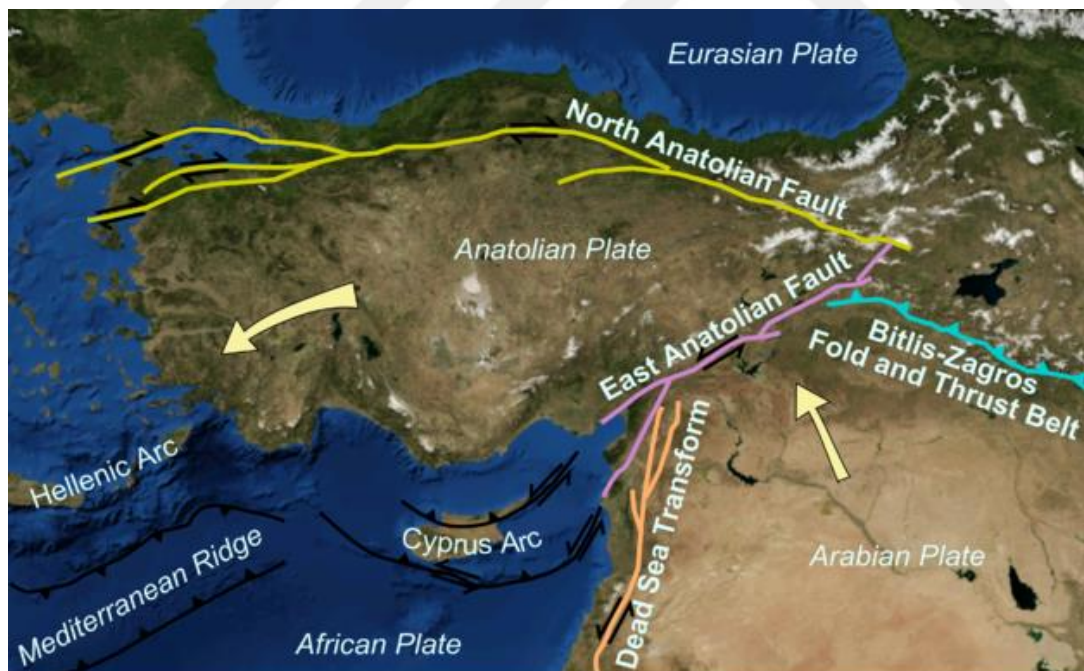 Eurasian Plate
North Anatolian Fault
Anatolian Plate
East Anatolian Fault
Bitlis-Zagros
Fold and Thrust Belt
Hellenic Arc
Cyprus Arc
Dead Sea Transform
Arabian Plate
Mediterranean Ridge
African Plate